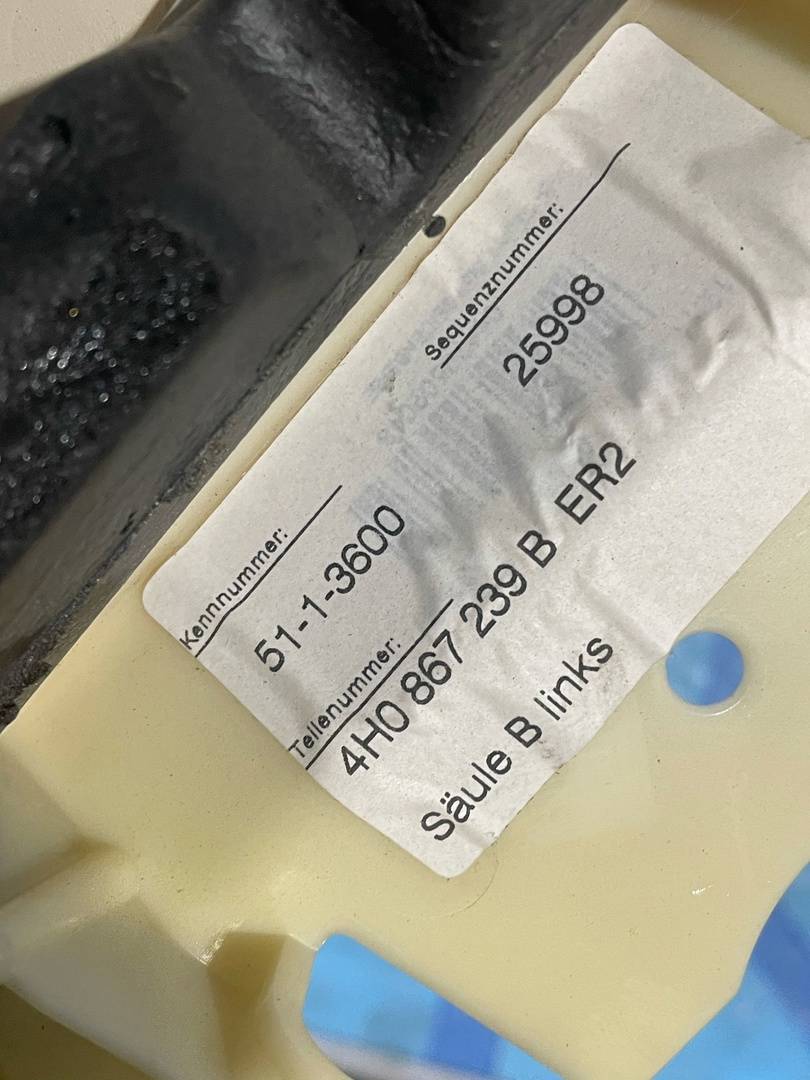 Kennnummer:
51-1-3600
Sequenznummer:
25998
Teilenummer:
4H0 867 239 B ER2
Säule B links